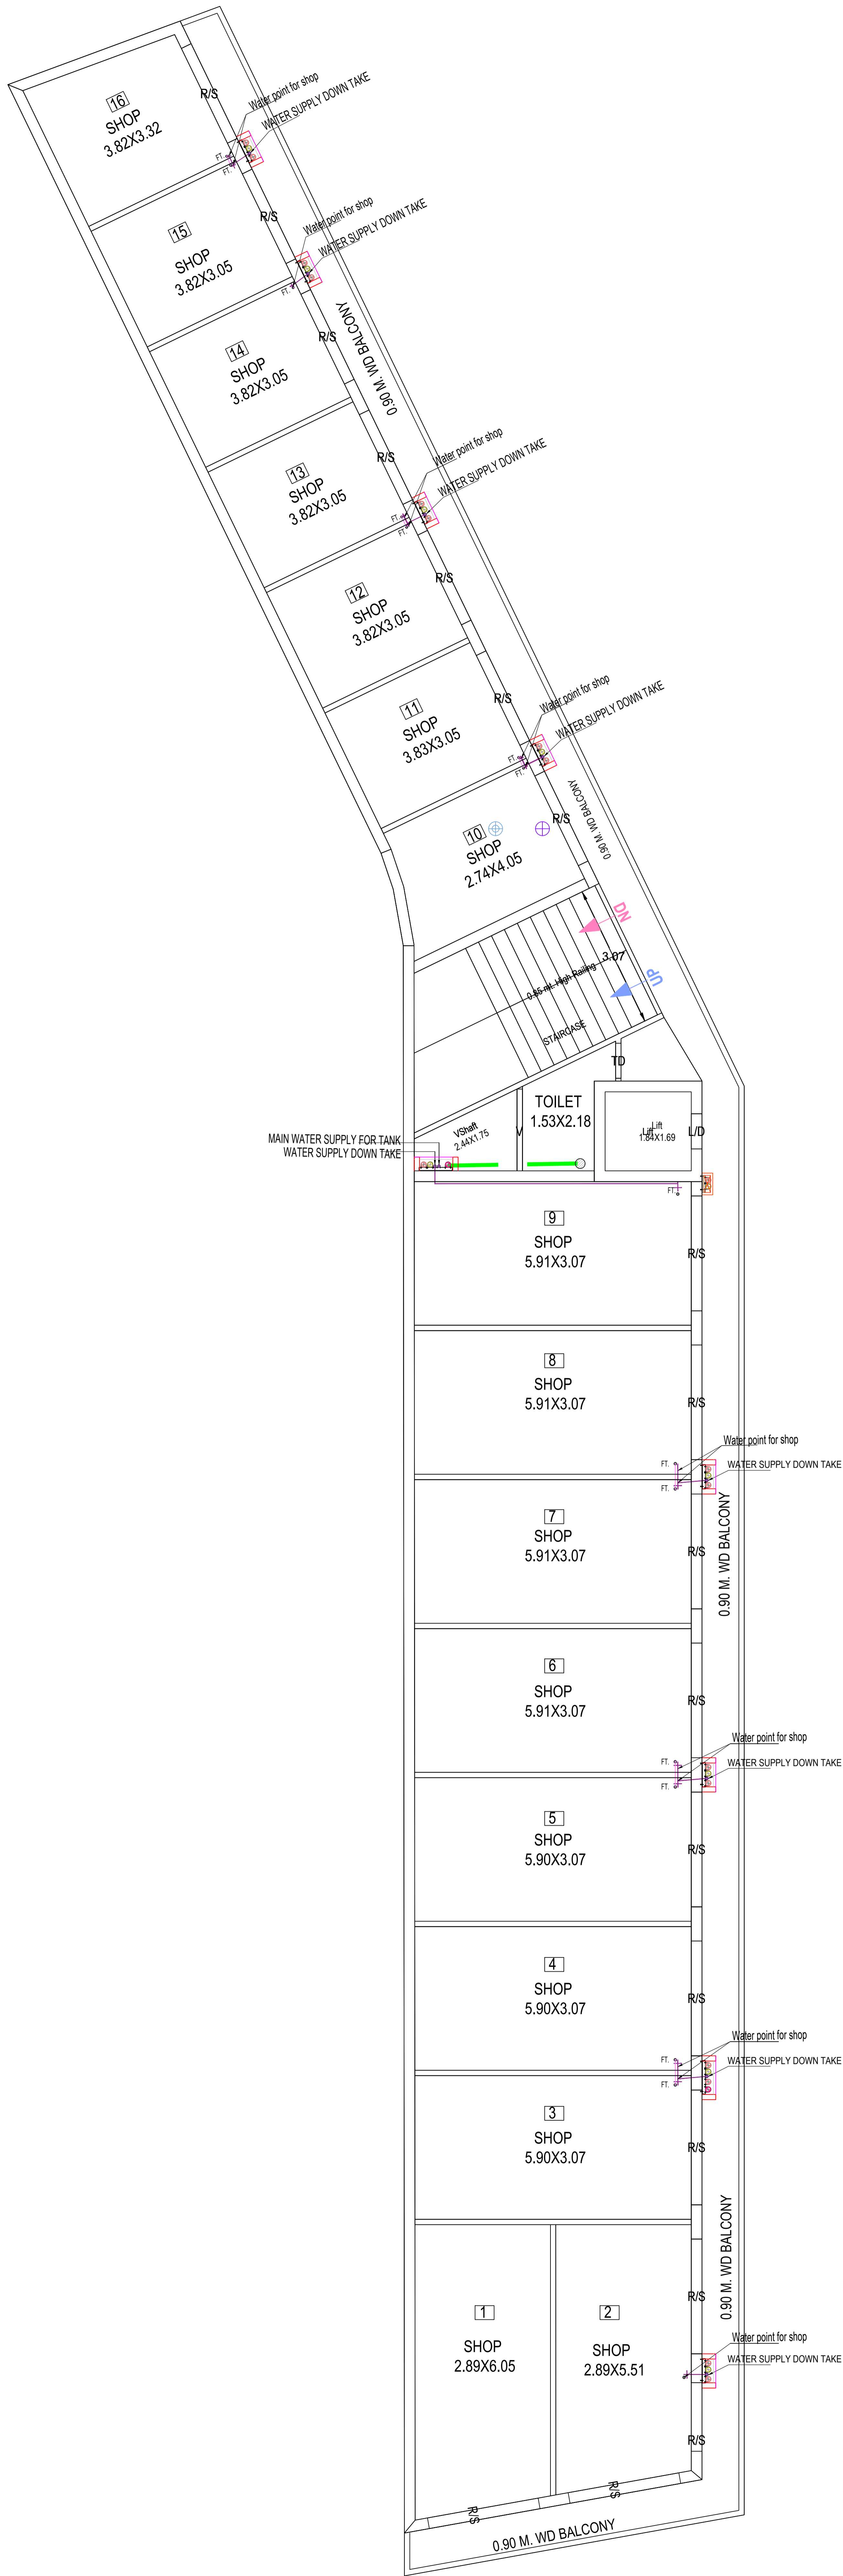 R/S
Water point for shop
WATER SUPPLY DOWN TAKE
16
SHOP
3.82X3.32
FT.
FT.
R/S
Water point for shop
WATER SUPPLY DOWN TAKE
15
SHOP
3.82X3.05
FT.
R/S
0.90 M. WD BALCONY
14
SHOP
3.82X3.05
R/S
Water point for shop
WATER SUPPLY DOWN TAKE
13
SHOP
3.82X3.05
FT.
FT.
R/S
12
SHOP
3.82X3.05
R/S
Water point for shop
WATER SUPPLY DOWN TAKE
11
SHOP
3.83X3.05
FT.
FT.
R/S
0.90 M. WD BALCONY
10
SHOP
2.74X4.05
DN
3.07
UP
0.85 mt. High Railing
STAIRCASE
TD
TOILET
1.53X2.18
VShaft
2.44X1.75
V
Lift
Lift
1.84X1.69
L/D
MAIN WATER SUPPLY FOR TANK
WATER SUPPLY DOWN TAKE
FT.
9
SHOP
5.91X3.07
R/S
8
SHOP
5.91X3.07
R/S
Water point for shop
WATER SUPPLY DOWN TAKE
FT.
FT.
7
SHOP
5.91X3.07
R/S
0.90 M. WD BALCONY
6
SHOP
5.91X3.07
R/S
Water point for shop
WATER SUPPLY DOWN TAKE
FT.
FT.
5
SHOP
5.90X3.07
R/S
4
SHOP
5.90X3.07
R/S
Water point for shop
WATER SUPPLY DOWN TAKE
FT.
FT.
3
SHOP
5.90X3.07
R/S
0.90 M. WD BALCONY
R/S
1
SHOP
2.89X6.05
2
SHOP
2.89X5.51
Water point for shop
WATER SUPPLY DOWN TAKE
R/S
R/S
R/S
0.90 M. WD BALCONY